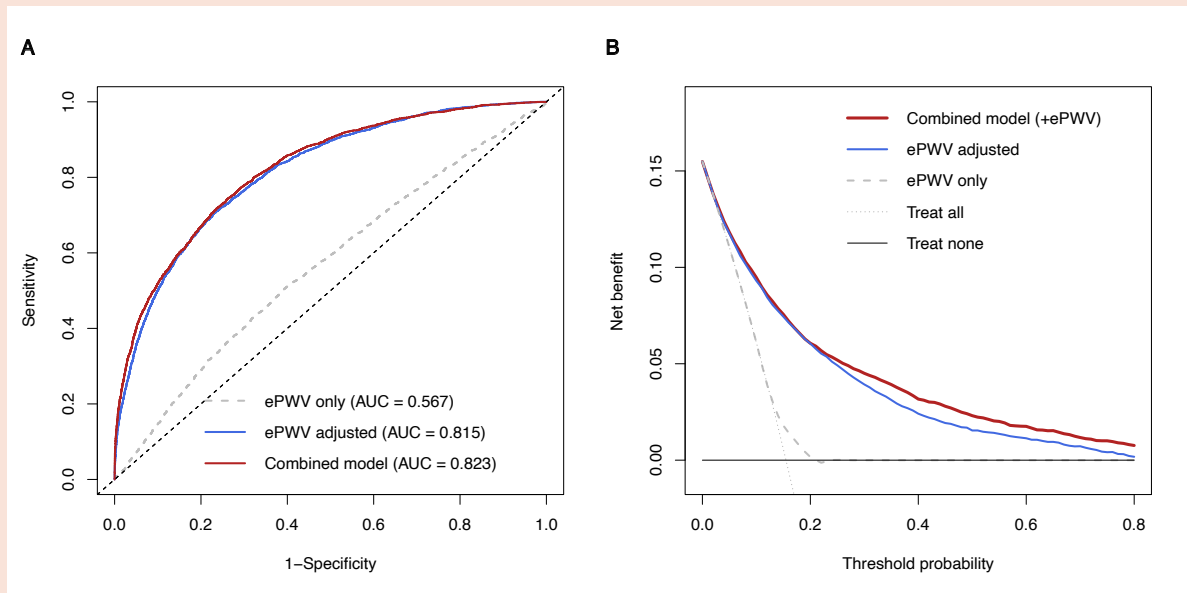 A
Sensitivity
1.0
0.8
0.6
0.4
0.2
0.0
ePWV only (AUC = 0.567)
ePWV adjusted (AUC = 0.815)
Combined model (AUC = 0.823)
0.0 0.2 0.4 0.6 0.8 1.0
1−Specificity
B
Net benefit
0.15
0.10
0.05
0.00
Combined model (+ePWV)
ePWV adjusted
ePWV only
Treat all
Treat none
0.0 0.2 0.4 0.6 0.8
Threshold probability